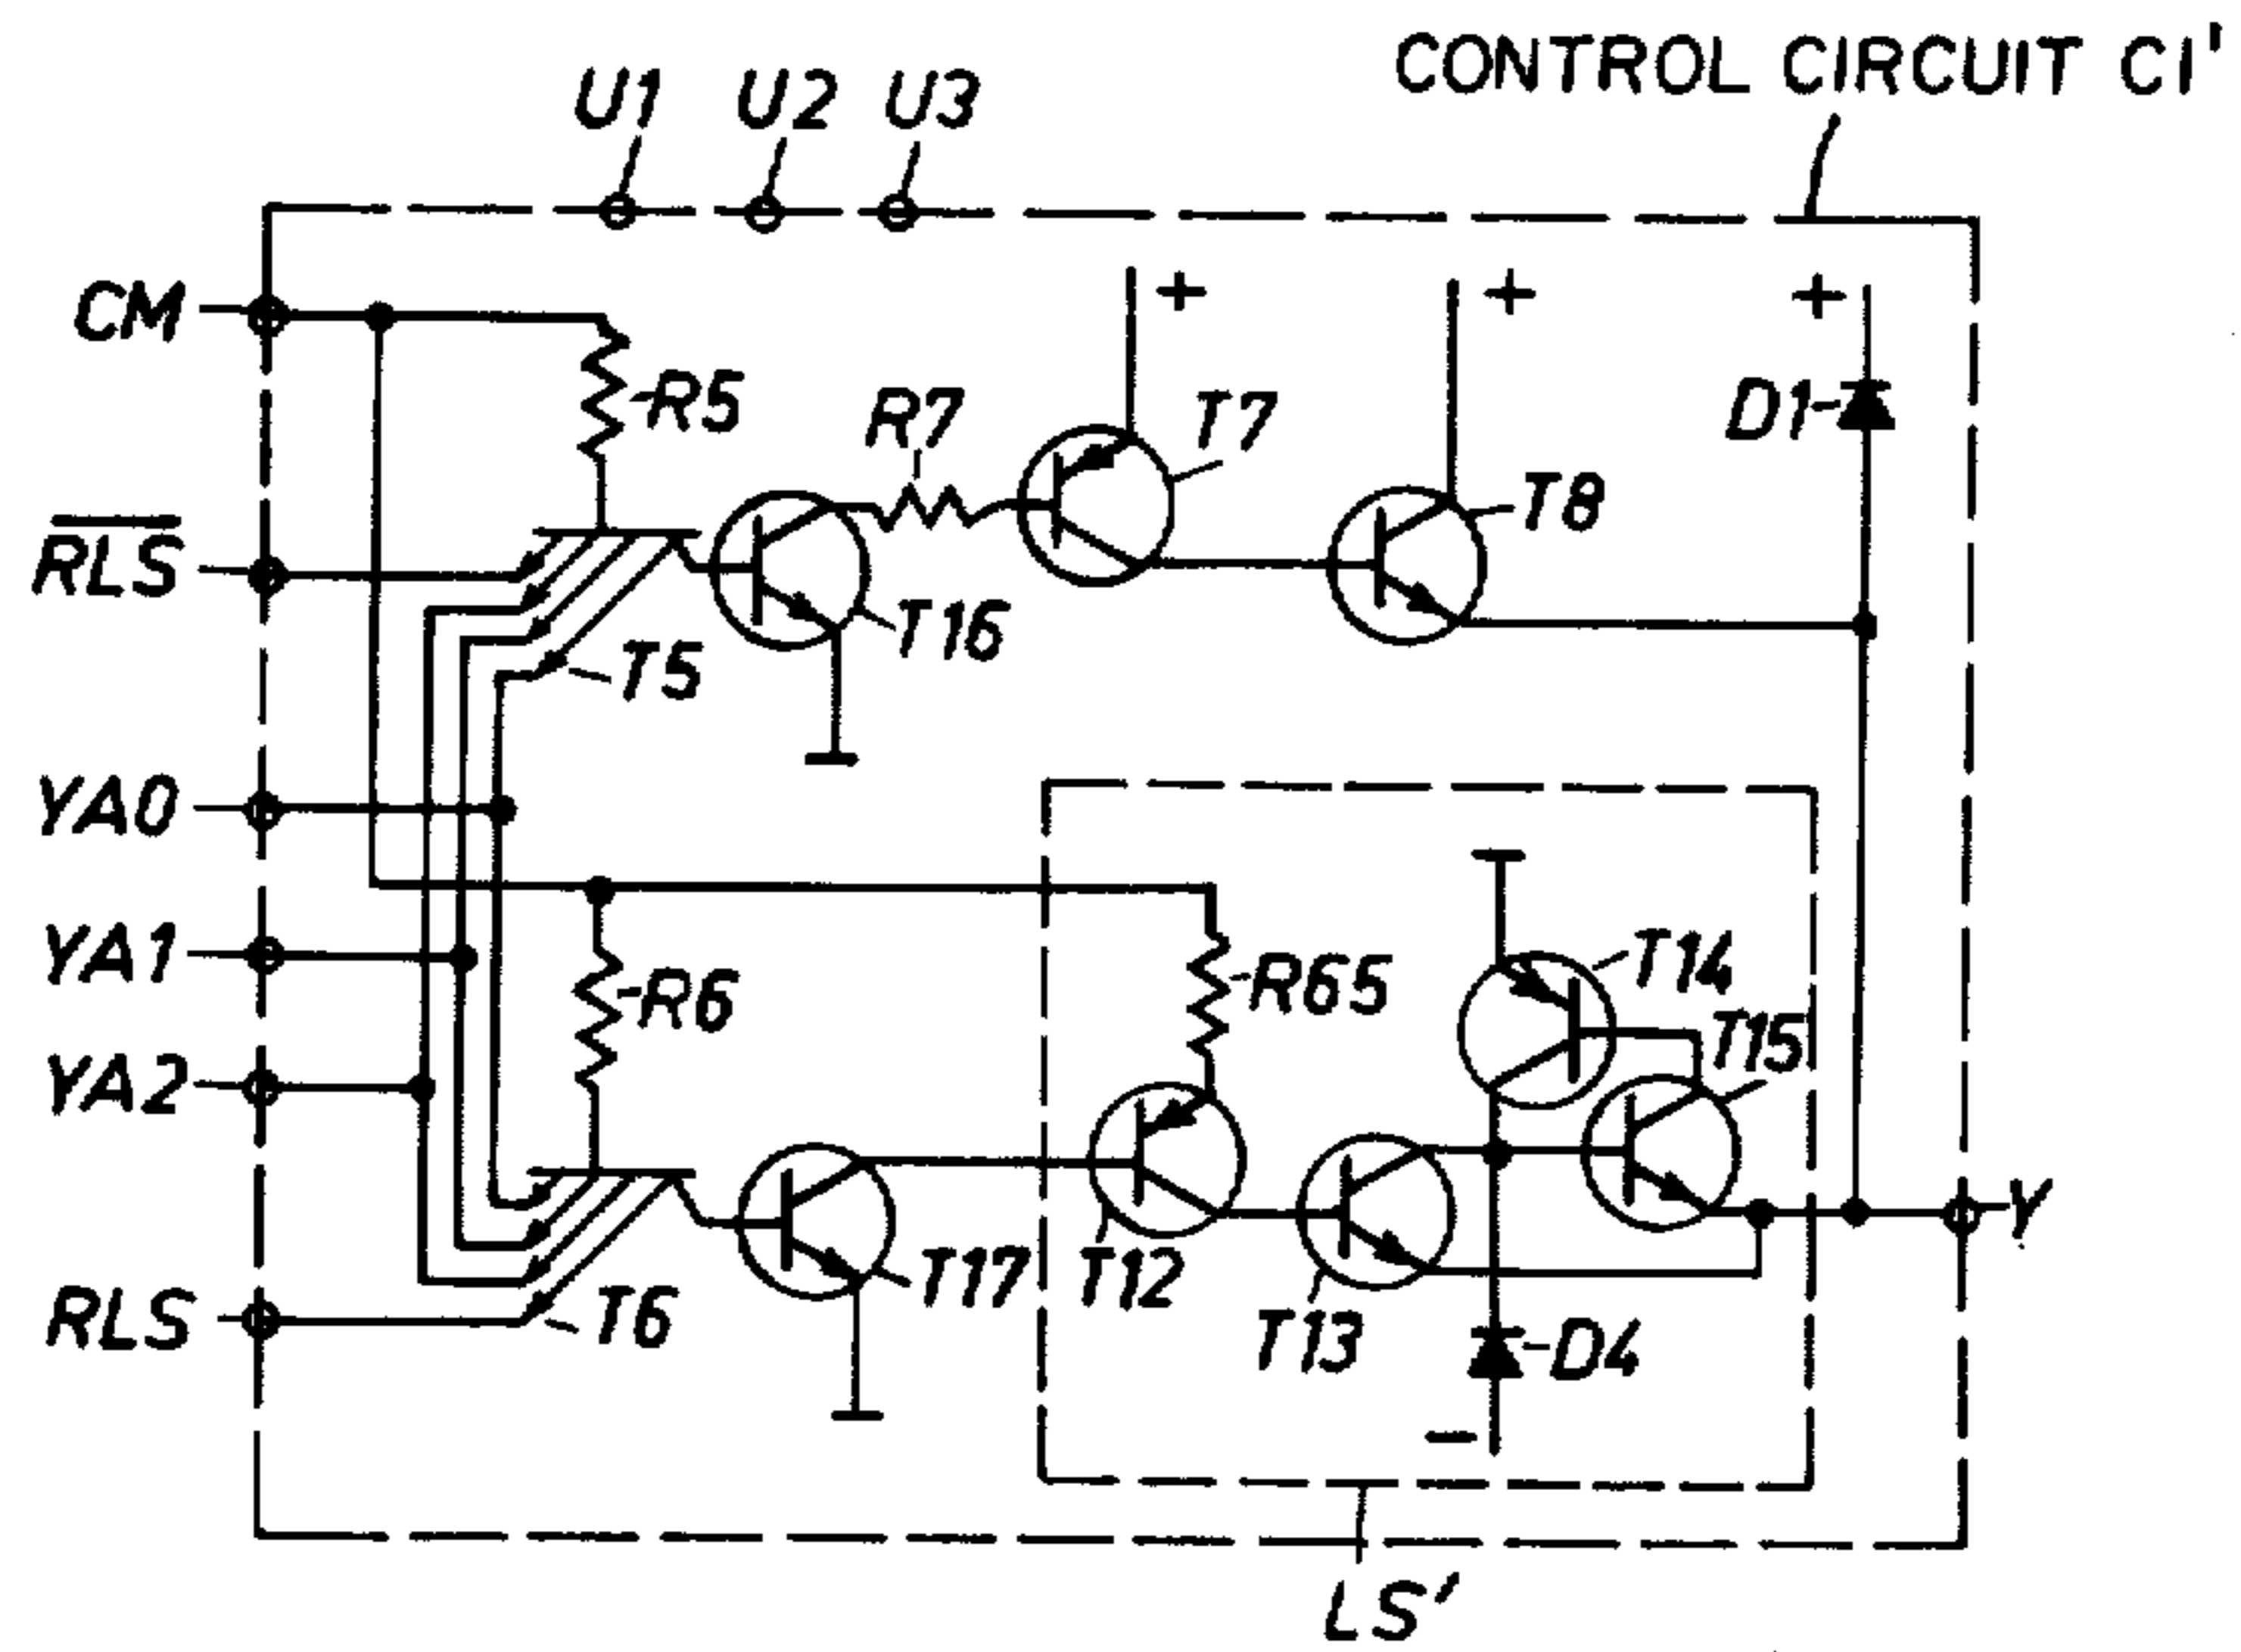 CONTROL CIRCUIT CI'
U1 U2 U3
CM
+ + +
R5
R7
T7
D1
T8
R̅L̅S̅
T16
T5
YA0
YA1
T14
R6
R65
T15
YA2
Y
T17
T12
RLS
T6
T13
D4
-
LS'